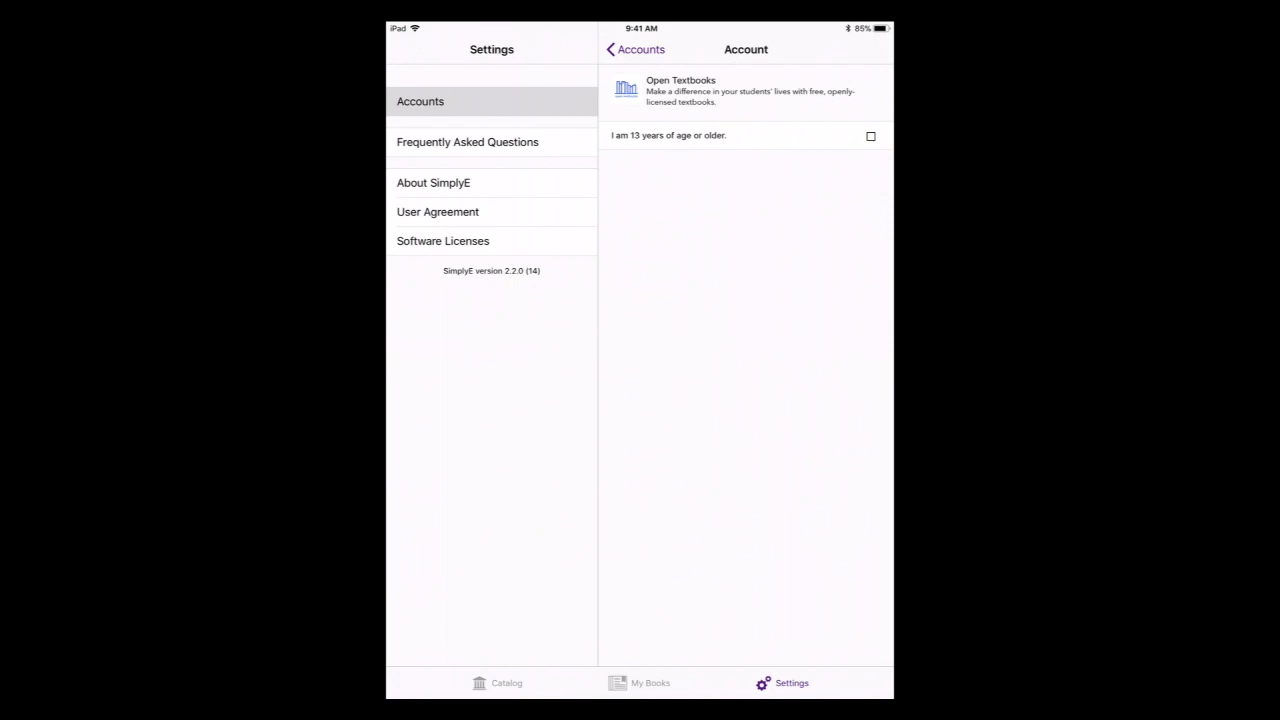 iPad
9:41 AM
85%
Settings
Accounts
Account
Accounts
Frequently Asked Questions
About SimplyE
User Agreement
Software Licenses
SimplyE version 2.2.0 (14)
Open Textbooks
Make a difference in your students' lives with free, openly-
licensed textbooks.
I am 13 years of age or older.
Catalog
My Books
Settings